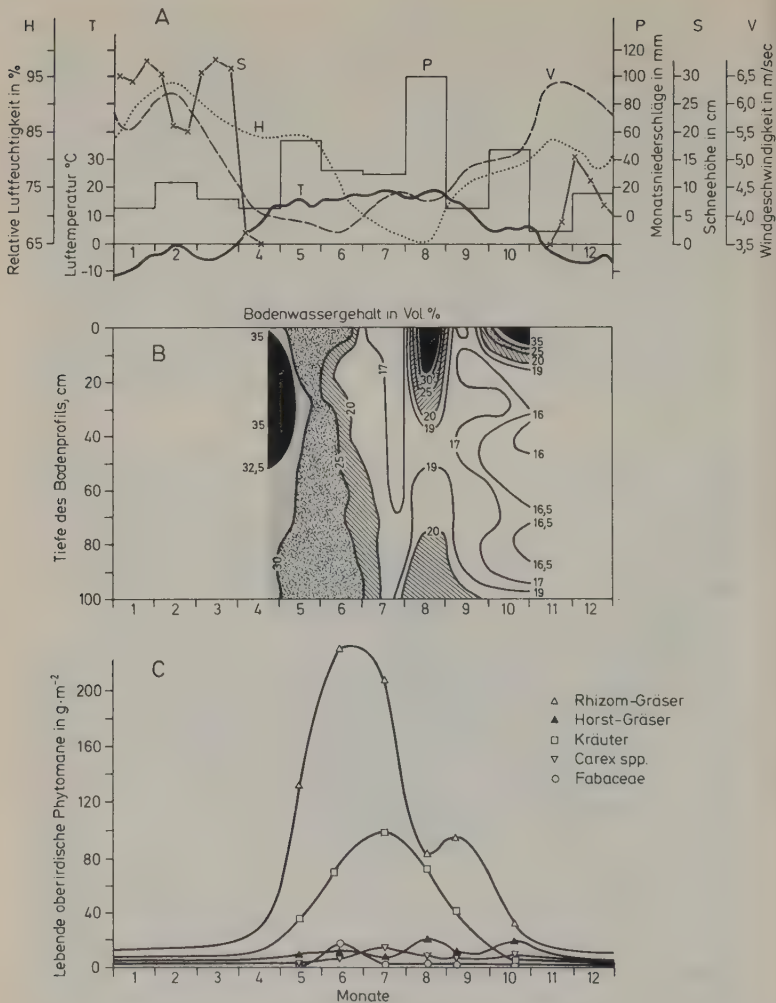 H T A P S V
Relative Luftfeuchtigkeit in %
95
85
75
65
Luftemperatur °C
30
20
10
0
-10
S
H
T
P
V
Monatsniederschläge in mm
120
100
80
60
40
20
0
Schneehöhe in cm
30
25
20
15
10
5
0
Windgeschwindigkeit in m/sec
6,5
6,0
5,5
5,0
4,5
4,0
3,5
1 2 3 4 5 6 7 8 9 10 11 12
Bodenwassergehalt in Vol %
B
Tiefe des Bodenprofils, cm
0
20
40
60
80
100
35
35
32,5
30
25
20
17
30
25
20
19
19
20
17
35
25
20
19
16
16
16,5
16,5
16,5
17
19
1 2 3 4 5 6 7 8 9 10 11 12
C
Lebende oberirdische Phytomane in g·m⁻²
200
160
120
80
40
0
Rhizom-Gräser
Horst-Gräser
Kräuter
Carex spp.
Fabaceae
1 2 3 4 5 6 7 8 9 10 11 12
Monate